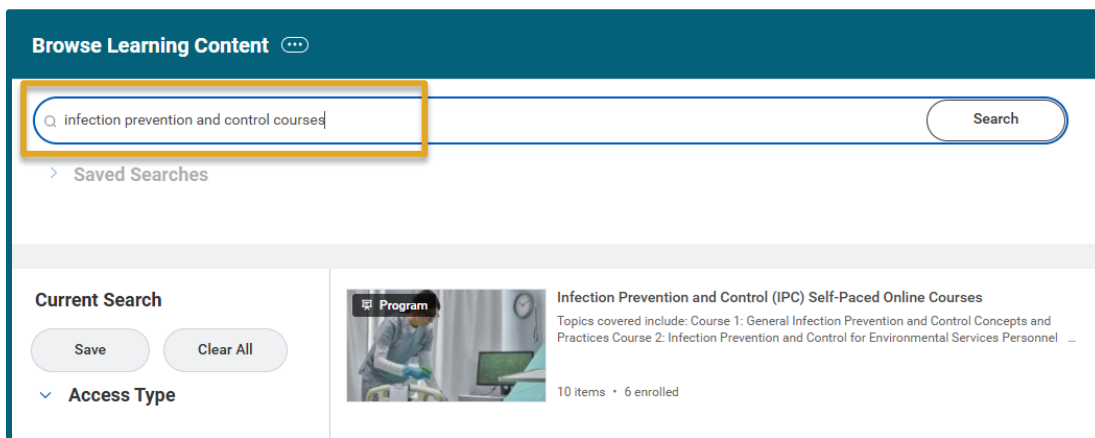 Browse Learning Content
infection prevention and control courses
Search
Saved Searches
Current Search
Save
Clear All
Access Type
Program
Infection Prevention and Control (IPC) Self-Paced Online Courses
Topics covered include: Course 1: General Infection Prevention and Control Concepts and
Practices Course 2: Infection Prevention and Control for Environmental Services Personnel ...
10 items • 6 enrolled